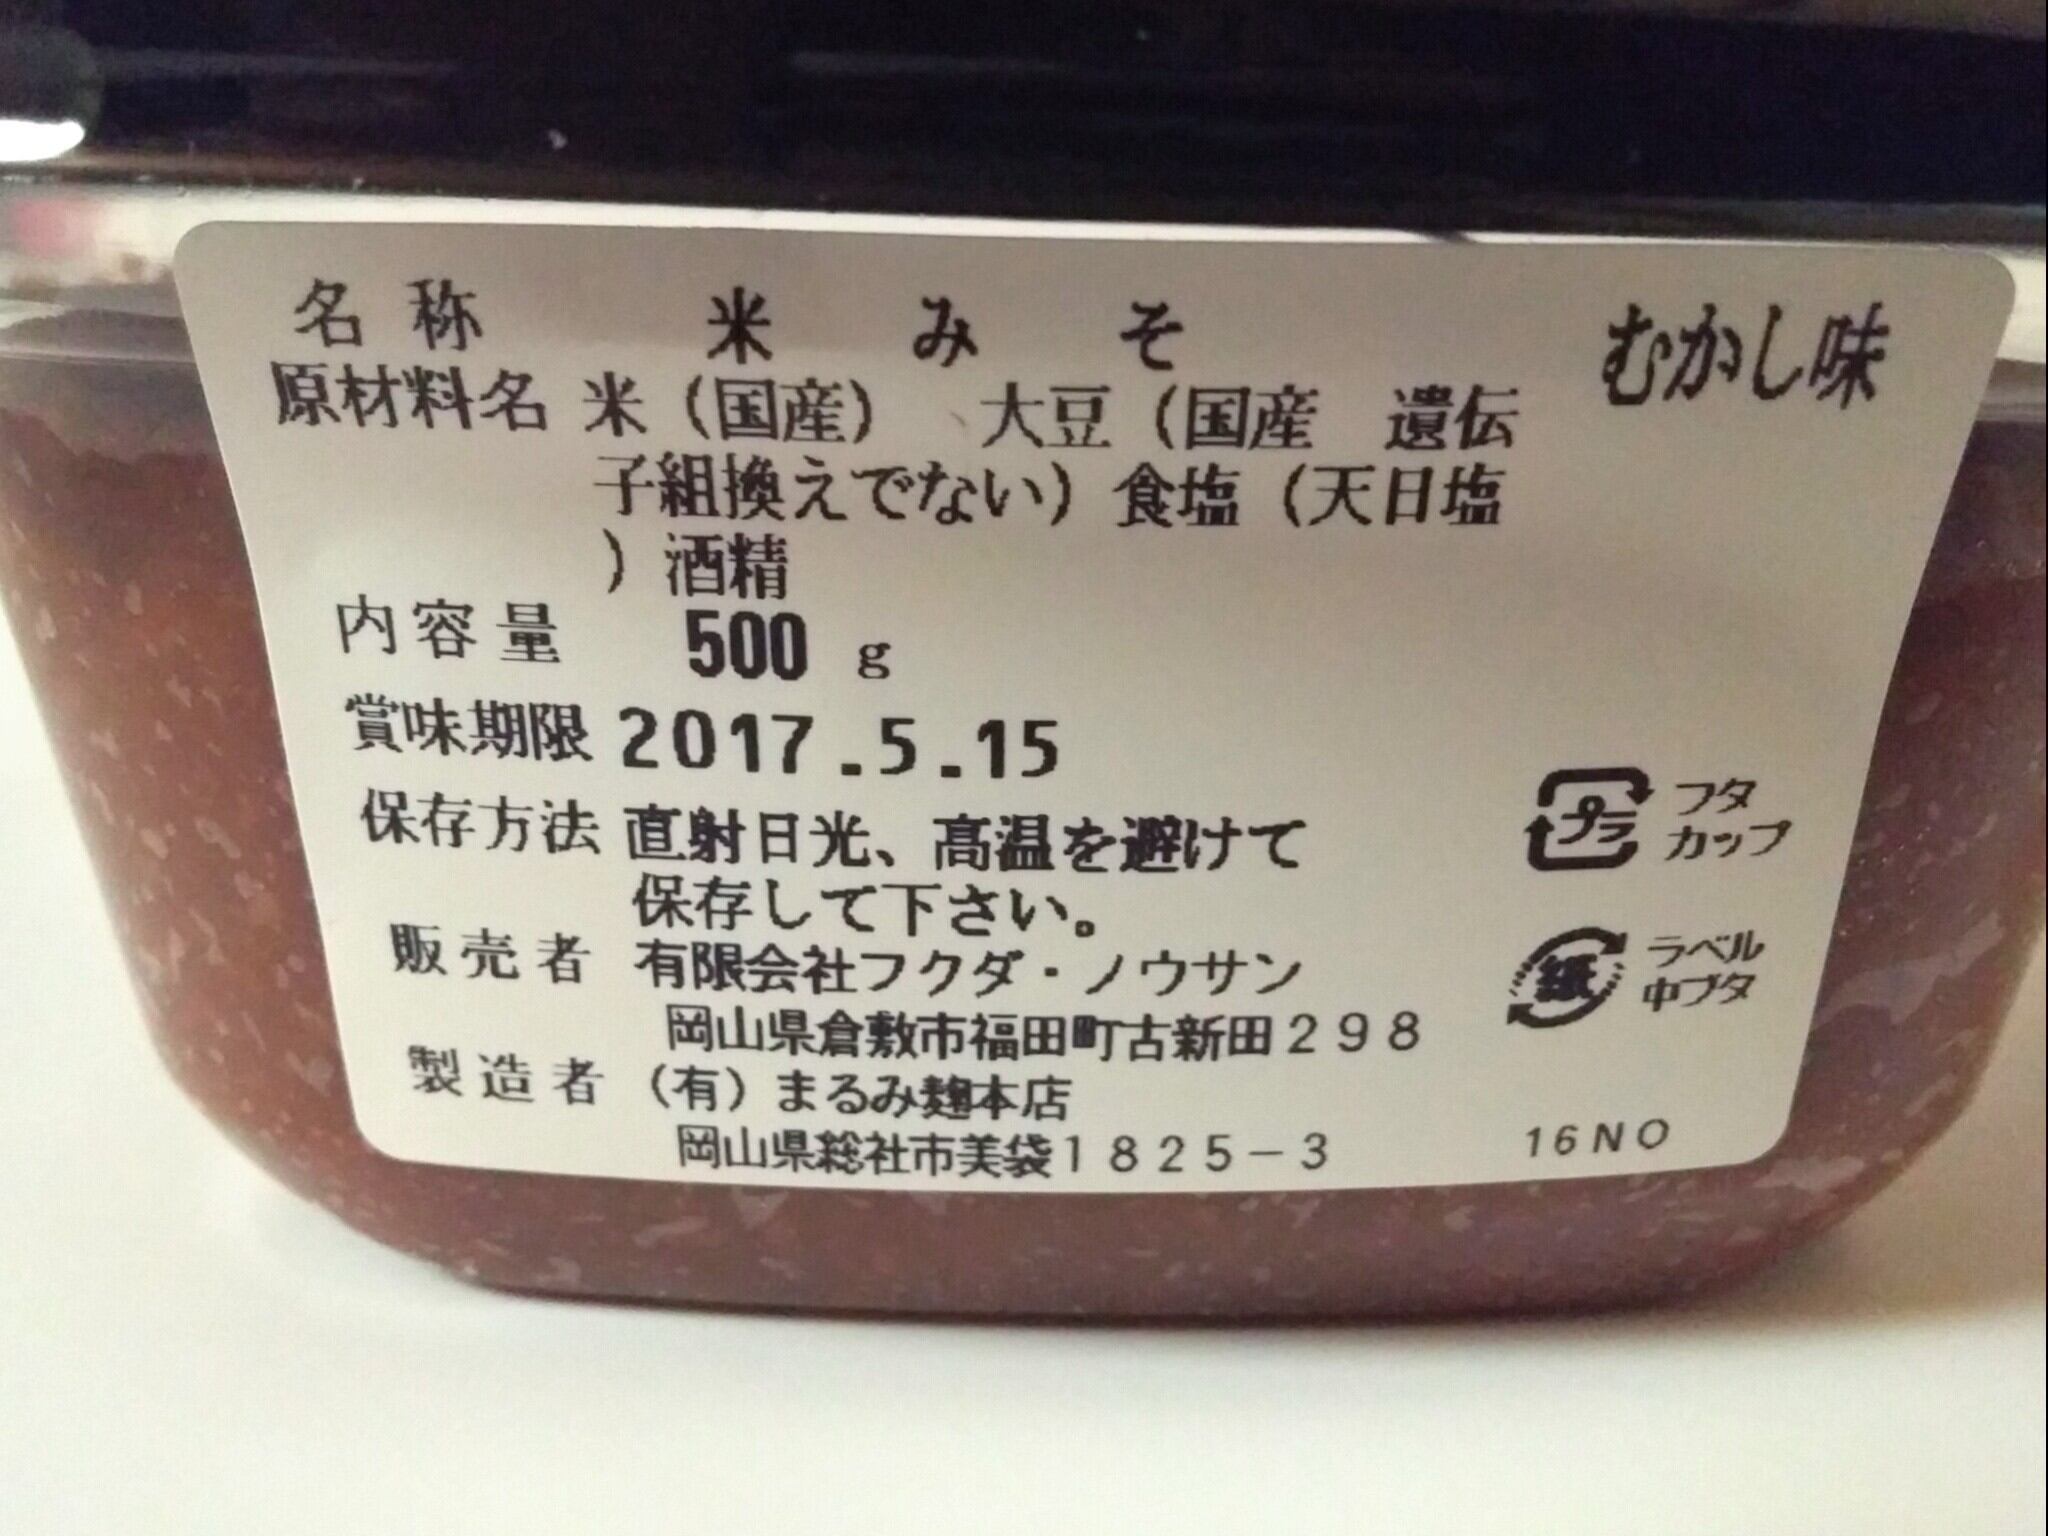 名称 米みそ むかし味
原材料名 米(国産) 大豆(国産 遺伝
子組換えでない)食塩(天日塩
)酒精
内容量 500 g
賞味期限 2017.5.15
保存方法 直射日光、高温を避けて
保存して下さい。
プラ フタ
カップ
販売者 有限会社フクダ・ノウサン
岡山県倉敷市福田町古新田298
紙 ラベル
中ブタ
製造者 (有)まるみ麹本店
岡山県総社市美袋1825-3
16NO